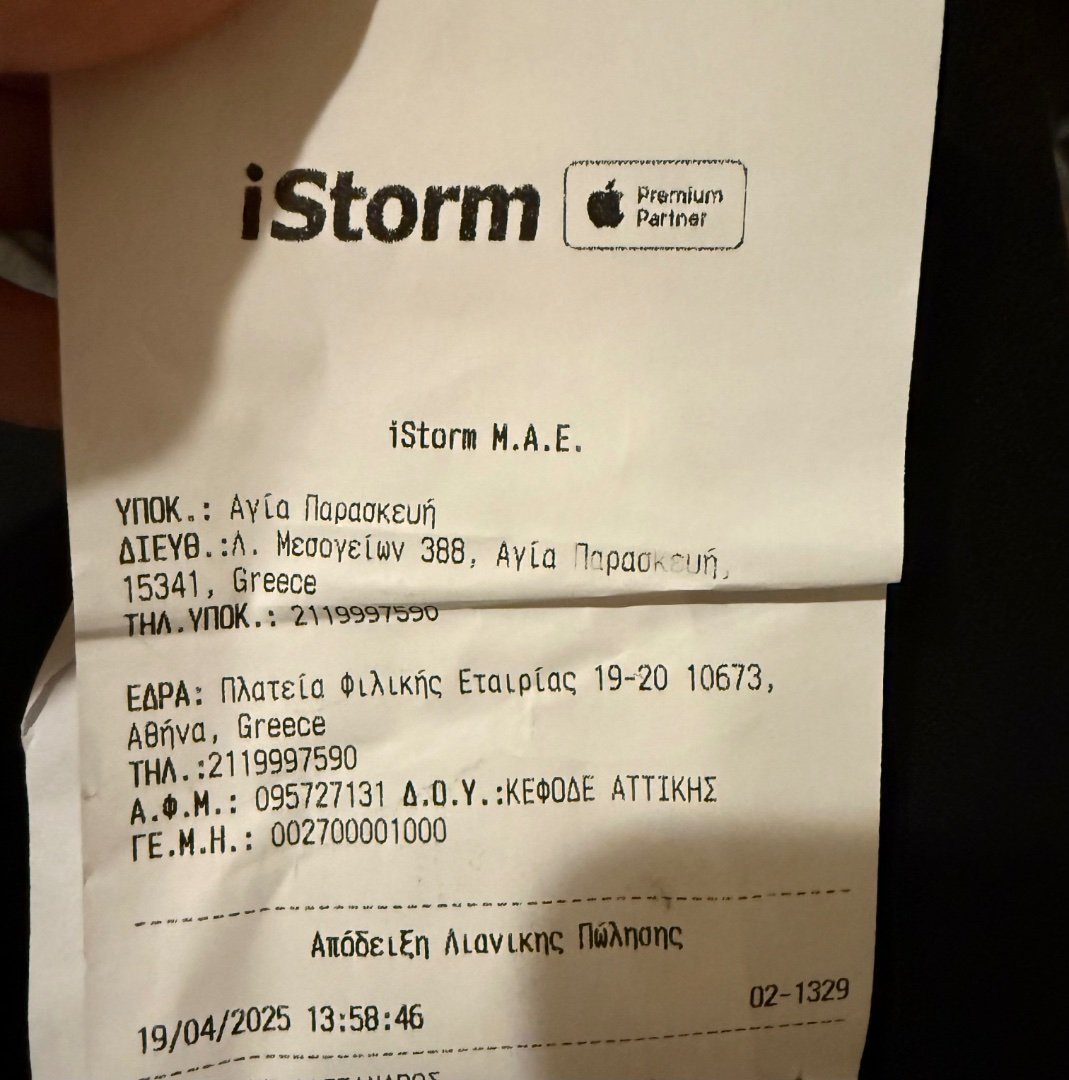 iStorm Premium Partner
iStorm Μ.Α.Ε.
ΥΠΟΚ.: Αγία Παρασκευή
ΔΙΕΥΘ.:Λ. Μεσογείων 388, Αγία Παρασκευή,
15341, Greece
ΤΗΛ.ΥΠΟΚ.: 2119997590
ΕΔΡΑ: Πλατεία Φιλικής Εταιρίας 19-20 10673,
Αθήνα, Greece
ΤΗΛ.:2119997590
Α.Φ.Μ.: 095727131 Δ.Ο.Υ.:ΚΕΦΟΔΕ ΑΤΤΙΚΗΣ
ΓΕ.Μ.Η.: 002700001000
Απόδειξη Λιανικης Πώλησης
19/04/2025 13:58:46 02-1329